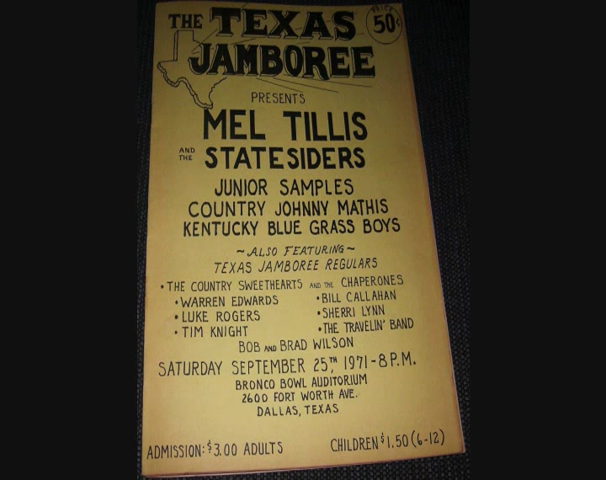 THE TEXAS
JAMBOREE
PRICE
50¢
PRESENTS
MEL TILLIS
AND THE STATESIDERS
JUNIOR SAMPLES
COUNTRY JOHNNY MATHIS
KENTUCKY BLUE GRASS BOYS
~ALSO FEATURING~
TEXAS JAMBOREE REGULARS
• THE COUNTRY SWEETHEARTS AND THE CHAPERONES
• WARREN EDWARDS • BILL CALLAHAN
• LUKE ROGERS • SHERRI LYNN
• TIM KNIGHT • THE TRAVELIN' BAND
BOB AND BRAD WILSON
SATURDAY SEPTEMBER 25TH, 1971-8 P.M.
BRONCO BOWL AUDITORIUM
2600 FORT WORTH AVE.
DALLAS, TEXAS
ADMISSION: $3.00 ADULTS CHILDREN $1.50 (6-12)